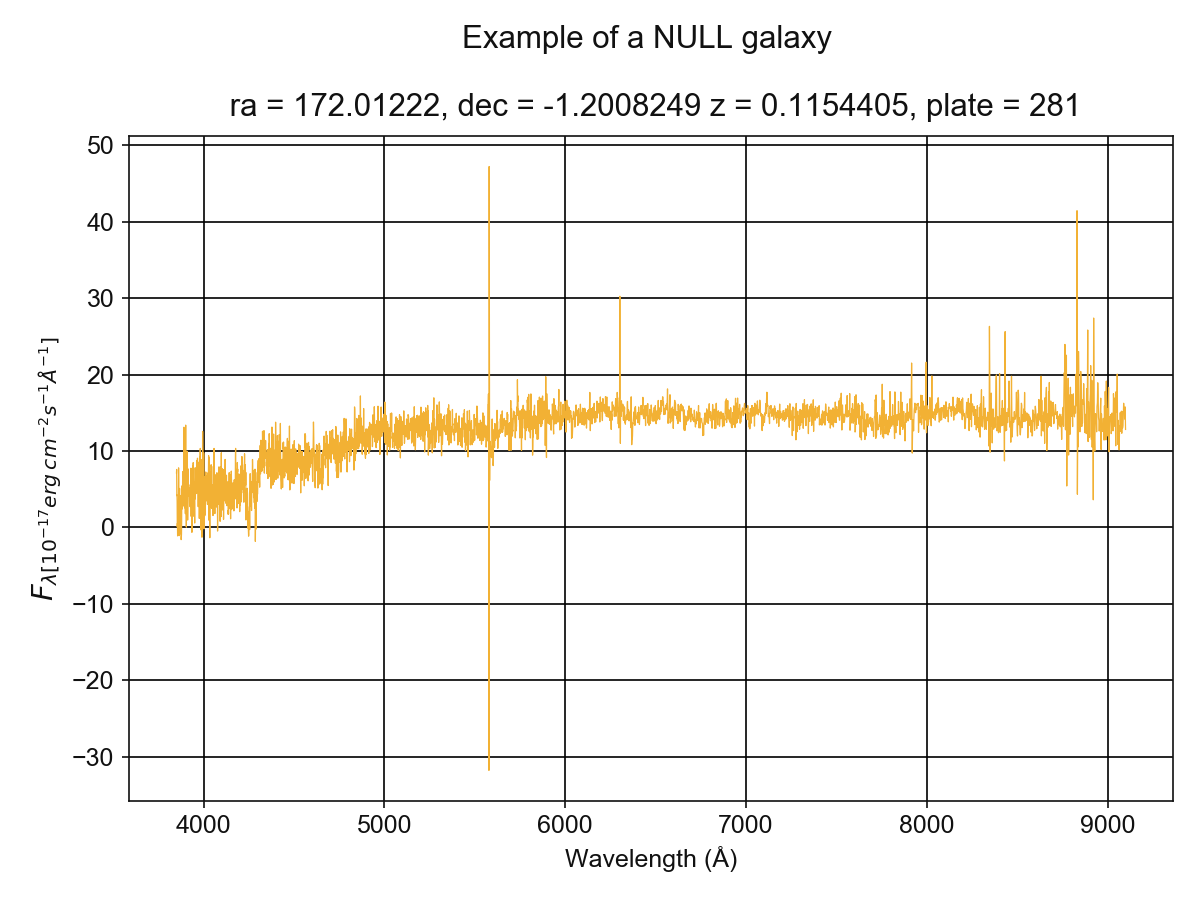 Example of a NULL galaxy
ra = 172.01222, dec = -1.2008249 z = 0.1154405, plate = 281
50
40
30
20
10
0
−10
−20
−30
F_{λ[10^{−17}erg cm^{−2}s^{−1}Å^{−1}]}
4000 5000 6000 7000 8000 9000
Wavelength (Å)